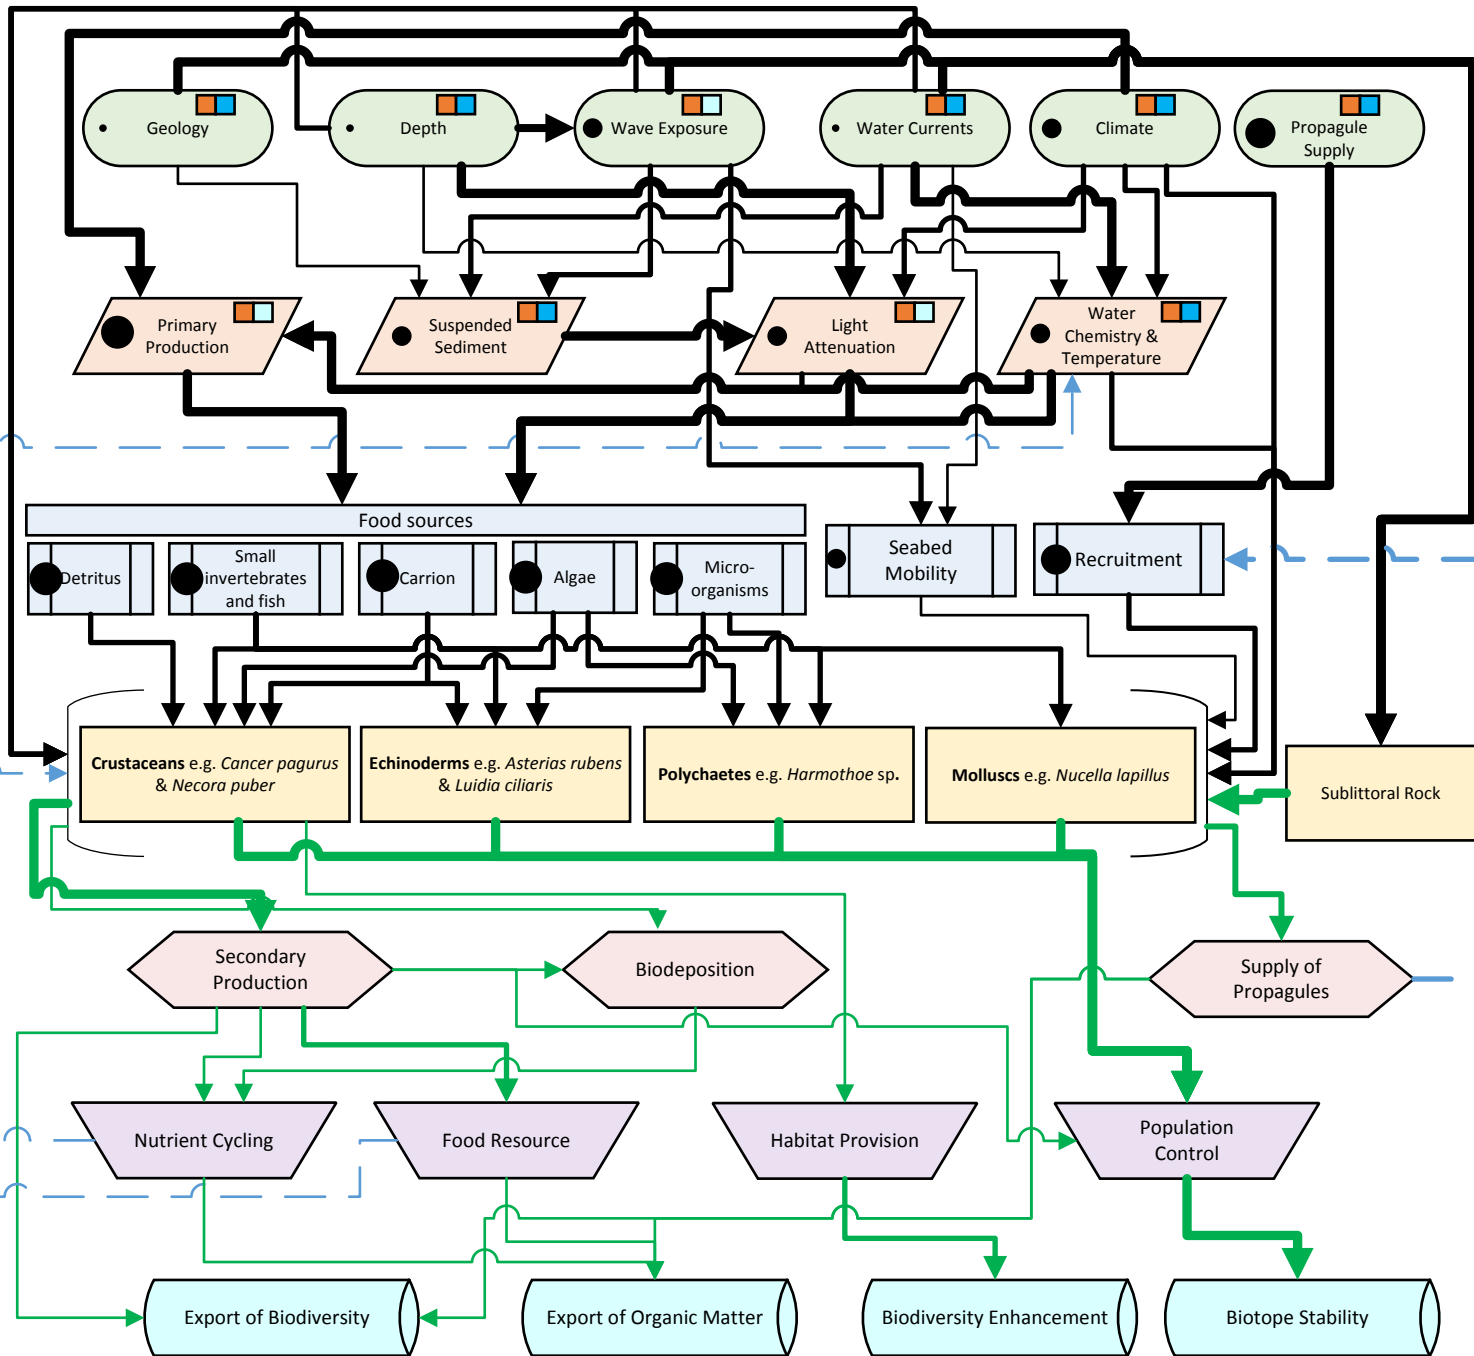 Geology
Depth
Wave Exposure
Water Currents
Climate
Propagule
Supply
Primary
Production
Suspended
Sediment
Light
Attenuation
Water
Chemistry &
Temperature
Food sources
Detritus
Small
invertebrates
and fish
Carrion
Algae
Micro-
organisms
Seabed
Mobility
Recruitment
Crustaceans e.g. Cancer pagurus
& Necora puber
Echinoderms e.g. Asterias rubens
& Luidia ciliaris
Polychaetes e.g. Harmothoe sp.
Molluscs e.g. Nucella lapillus
Sublittoral Rock
Secondary
Production
Biodeposition
Supply of
Propagules
Nutrient Cycling
Food Resource
Habitat Provision
Population
Control
Export of Biodiversity
Export of Organic Matter
Biodiversity Enhancement
Biotope Stability